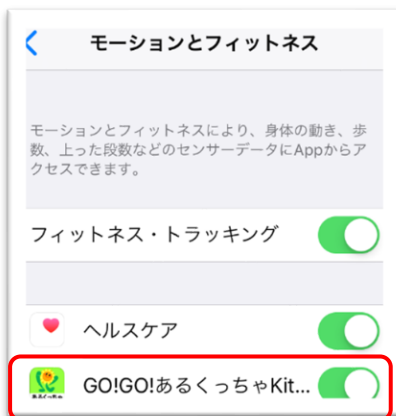 モーションとフィットネス
モーションとフィットネスにより、身体の動き、歩
数、上った段数などのセンサーデータにAppからア
クセスできます。
フィットネス・トラッキング
ヘルスケア
GO!GO!あるくっちゃKit...